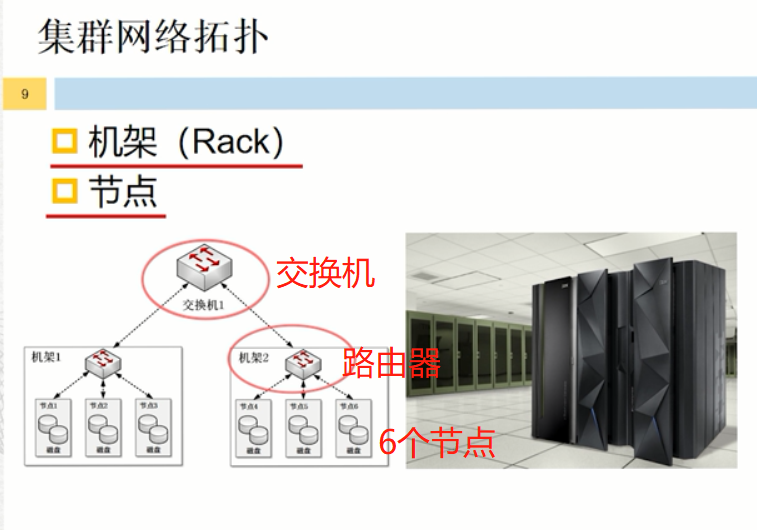 集群网络拓扑
9
机架（Rack）
节点
交换机
交换机1
机架1
机架2
路由器
节点1 节点2 节点3
节点4 节点5 节点6
磁盘 磁盘 磁盘
磁盘 磁盘 磁盘
6个节点